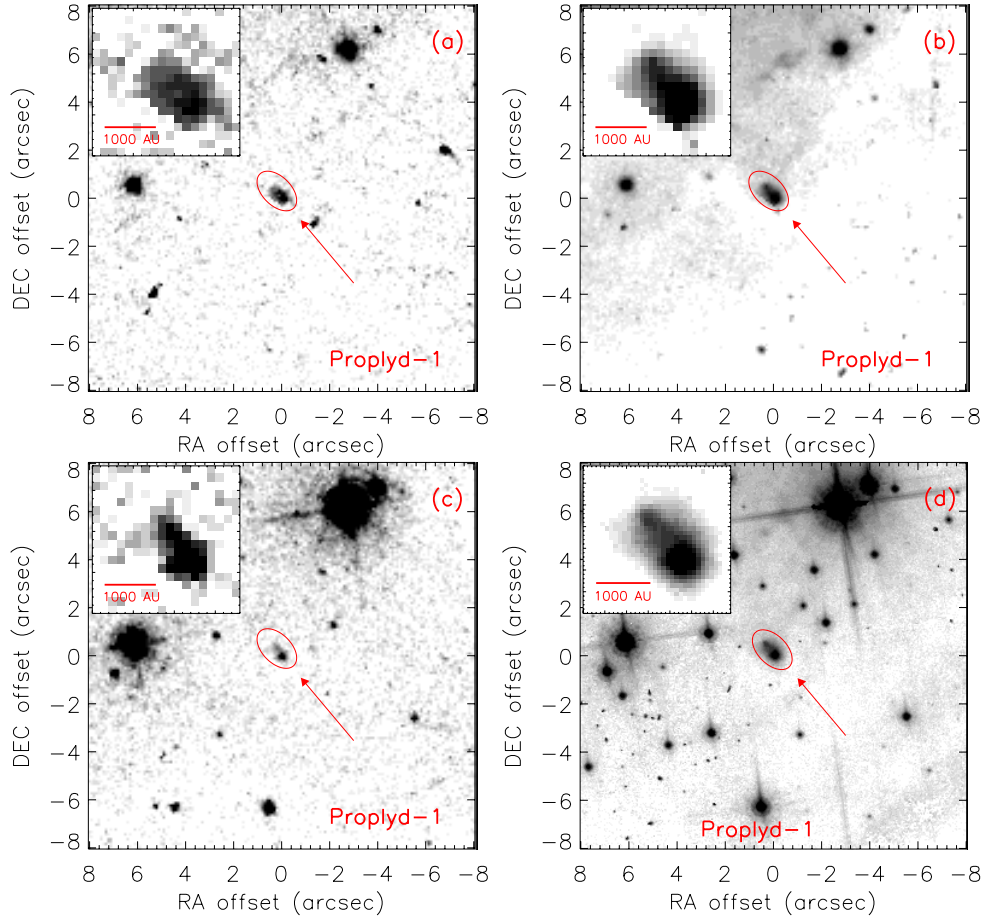 (a)
1000 AU
Proplyd-1
8
6
4
2
0
-2
-4
-6
-8
DEC offset (arcsec)
8 6 4 2 0 -2 -4 -6 -8
RA offset (arcsec)
(b)
1000 AU
Proplyd-1
8
6
4
2
0
-2
-4
-6
-8
DEC offset (arcsec)
8 6 4 2 0 -2 -4 -6 -8
RA offset (arcsec)
(c)
1000 AU
Proplyd-1
8
6
4
2
0
-2
-4
-6
-8
DEC offset (arcsec)
8 6 4 2 0 -2 -4 -6 -8
RA offset (arcsec)
(d)
1000 AU
Proplyd-1
8
6
4
2
0
-2
-4
-6
-8
DEC offset (arcsec)
8 6 4 2 0 -2 -4 -6 -8
RA offset (arcsec)